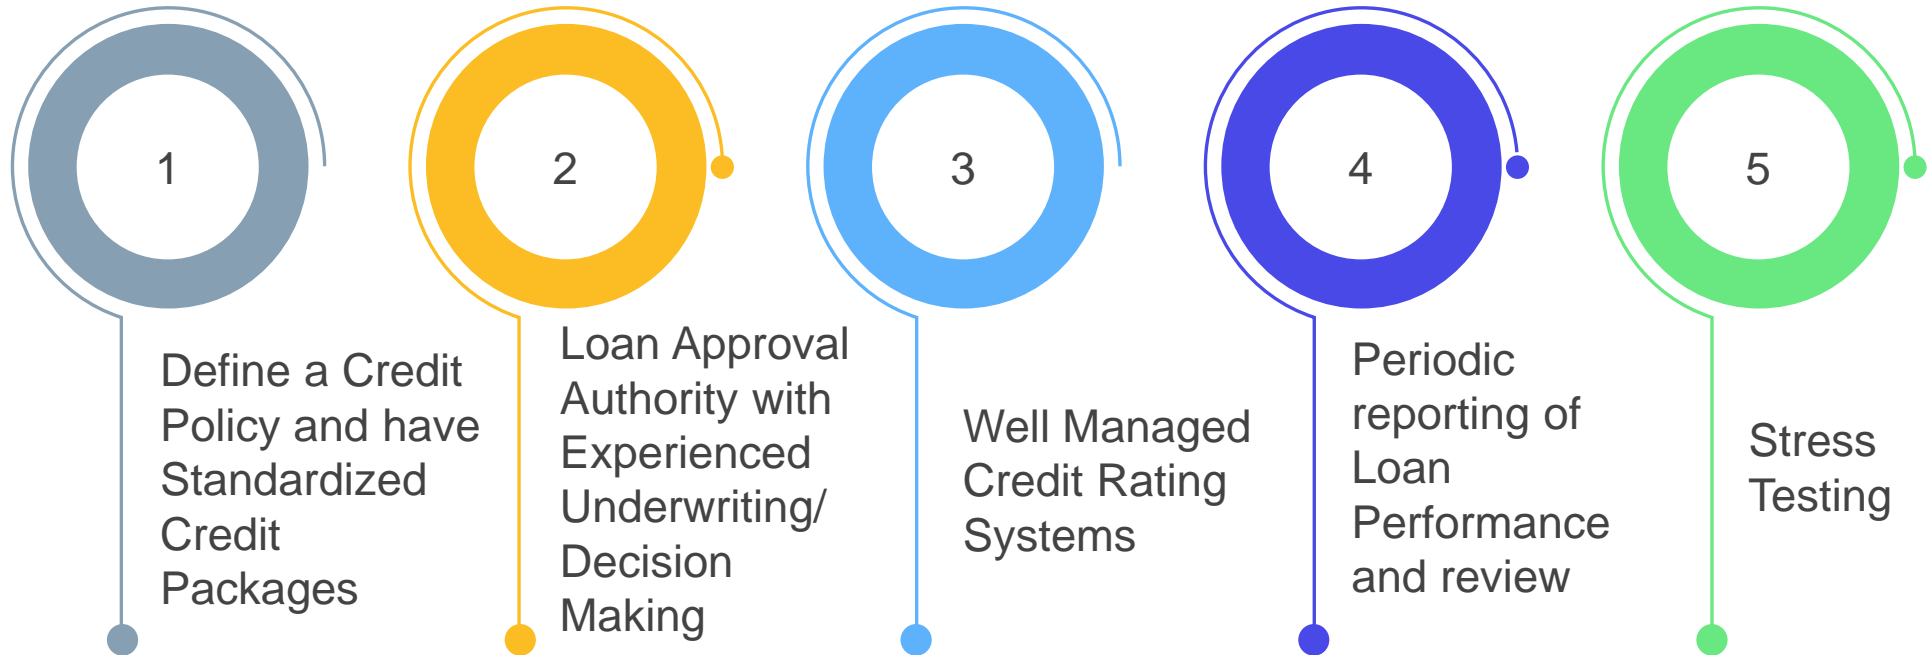 1
Define a Credit
Policy and have
Standardized
Credit
Packages
2
Loan Approval
Authority with
Experienced
Underwriting/
Decision
Making
3
Well Managed
Credit Rating
Systems
4
Periodic
reporting of
Loan
Performance
and review
5
Stress
Testing